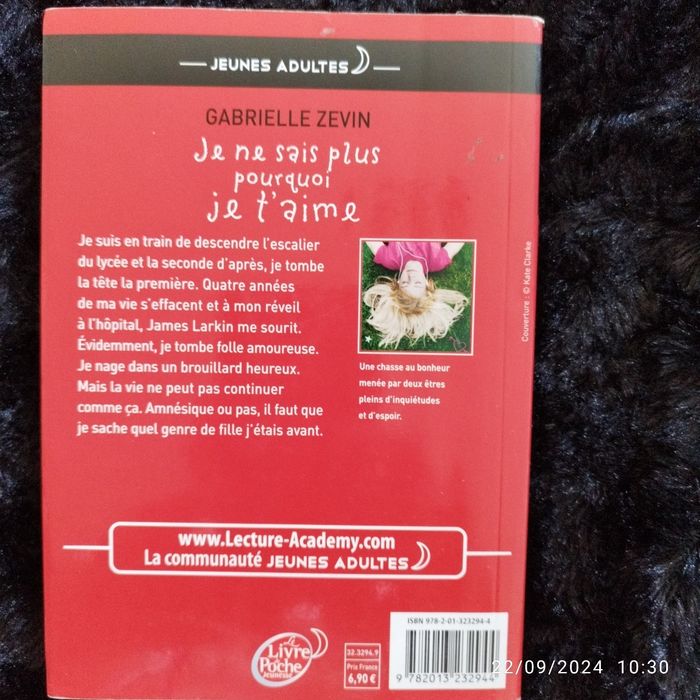 JEUNES ADULTES
GABRIELLE ZEVIN
Je ne sais plus
pourquoi
je t'aime
Je suis en train de descendre l'escalier
du lycée et la seconde d'après, je tombe
la tête la première. Quatre années
de ma vie s'effacent et à mon réveil
à l'hôpital, James Larkin me sourit.
Évidemment, je tombe folle amoureuse.
Je nage dans un brouillard heureux.
Mais la vie ne peut pas continuer
comme ça. Amnésique ou pas, il faut que
je sache quel genre de fille j'étais avant.
Une chasse au bonheur
menée par deux êtres
pleins d'inquiétudes
et d'espoir.
Couverture : © Kate Clarke
www.Lecture-Academy.com
La communauté JEUNES ADULTES
Le
Livre
de
Poche
Jeunesse
32.3294.9
Prix France
6,90 €
ISBN 978-2-01-323294-4
9 782013 232944
22/09/2024 10:30